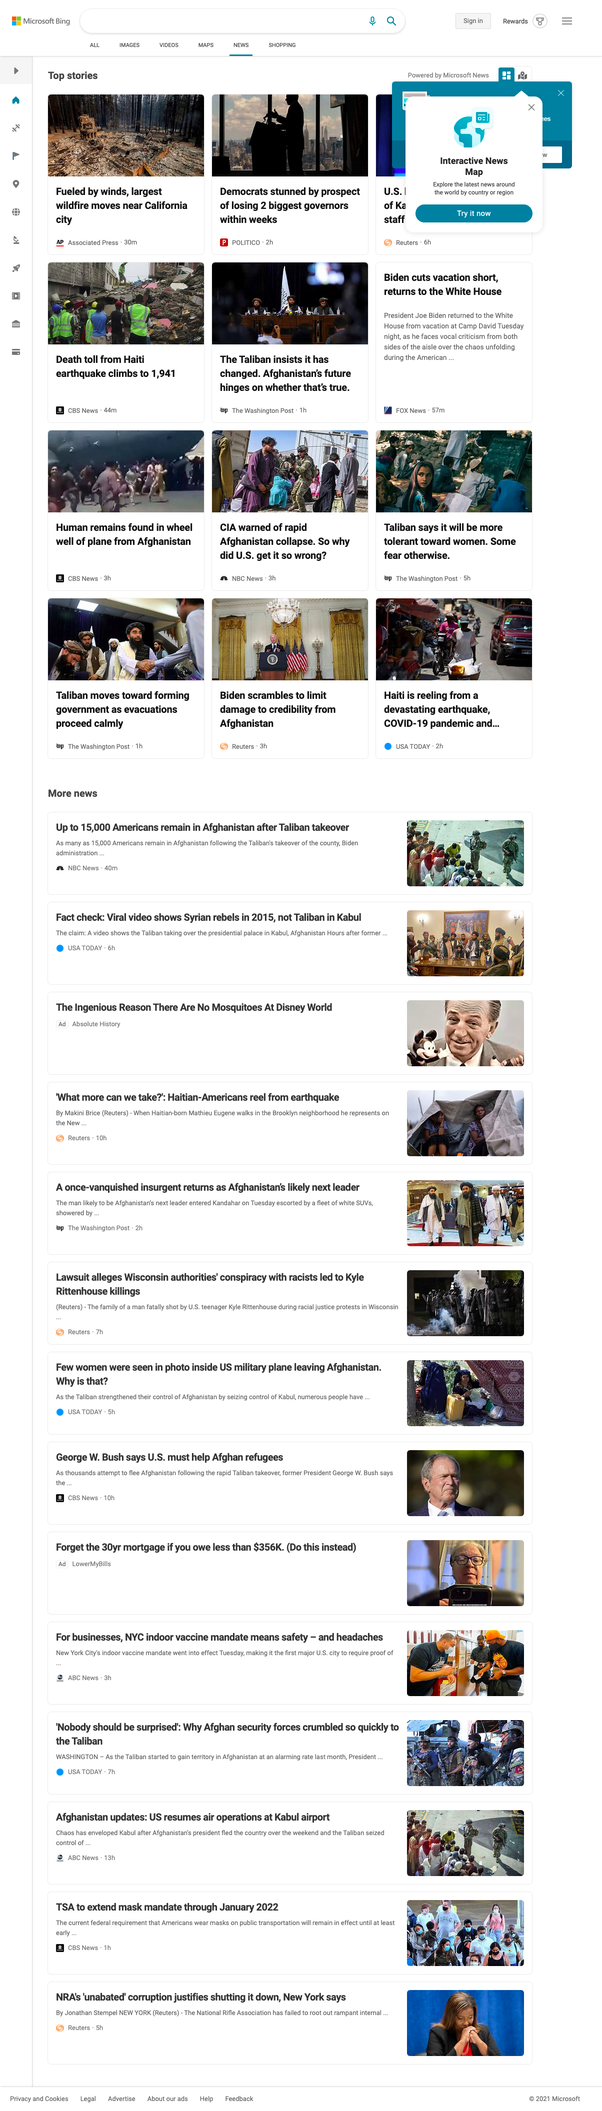 Microsoft Bing
Sign in
Rewards
ALL
IMAGES
VIDEOS
MAPS
NEWS
SHOPPING
Top stories
Powered by Microsoft News
Interactive News
Map
Explore the latest news around
the world by country or region
Try it now
Fueled by winds, largest
wildfire moves near California
city
Associated Press · 30m
Democrats stunned by prospect
of losing 2 biggest governors
within weeks
POLITICO · 2h
U.S.
of
staff
Reuters · 6h
Death toll from Haiti
earthquake climbs to 1,941
CBS News · 44m
The Taliban insists it has
changed. Afghanistan's future
hinges on whether that's true.
The Washington Post · 1h
Biden cuts vacation short,
returns to the White House
President Joe Biden returned to the White
House from vacation at Camp David Tuesday
night, as he faces vocal criticism from both
sides of the aisle over the chaos unfolding
during the American ...
FOX News · 57m
Human remains found in wheel
well of plane from Afghanistan
CBS News · 3h
CIA warned of rapid
Afghanistan collapse. So why
did U.S. get it so wrong?
NBC News · 3h
Taliban says it will be more
tolerant toward women. Some
fear otherwise.
The Washington Post · 5h
Taliban moves toward forming
government as evacuations
proceed calmly
The Washington Post · 1h
Biden scrambles to limit
damage to credibility from
Afghanistan
Reuters · 3h
Haiti is reeling from a
devastating earthquake,
COVID-19 pandemic and...
USA TODAY · 2h
More news
Up to 15,000 Americans remain in Afghanistan after Taliban takeover
As many as 15,000 Americans remain in Afghanistan following the Taliban's takeover of the county, Biden
administration ...
NBC News · 40m
Fact check: Viral video shows Syrian rebels in 2015, not Taliban in Kabul
The claim: A video shows the Taliban taking over the presidential palace in Kabul, Afghanistan Hours after former ...
USA TODAY · 6h
The Ingenious Reason There Are No Mosquitoes At Disney World
Ad Absolute History
'What more can we take?': Haitian-Americans reel from earthquake
By Makini Brice (Reuters) - When Haitian-born Mathieu Eugene walks in the Brooklyn neighborhood he represents on
the New ...
Reuters · 10h
A once-vanquished insurgent returns as Afghanistan's likely next leader
The man likely to be Afghanistan's next leader entered Kandahar on Tuesday escorted by a fleet of white SUVs,
showered by ...
The Washington Post · 2h
Lawsuit alleges Wisconsin authorities' conspiracy with racists led to Kyle
Rittenhouse killings
(Reuters) - The family of a man fatally shot by U.S. teenager Kyle Rittenhouse during racial justice protests in Wisconsin
...
Reuters · 7h
Few women were seen in photo inside US military plane leaving Afghanistan.
Why is that?
As the Taliban strengthened their control of Afghanistan by seizing control of Kabul, numerous people have ...
USA TODAY · 5h
George W. Bush says U.S. must help Afghan refugees
As thousands attempt to flee Afghanistan following the rapid Taliban takeover, former President George W. Bush says
the ...
CBS News · 10h
Forget the 30yr mortgage if you owe less than $356K. (Do this instead)
Ad LowerMyBills
For businesses, NYC indoor vaccine mandate means safety – and headaches
New York City's indoor vaccine mandate went into effect Tuesday, making it the first major U.S. city to require proof of
...
ABC News · 3h
'Nobody should be surprised': Why Afghan security forces crumbled so quickly to
the Taliban
WASHINGTON – As the Taliban started to gain territory in Afghanistan at an alarming rate last month, President ...
USA TODAY · 7h
Afghanistan updates: US resumes air operations at Kabul airport
Chaos has enveloped Kabul after Afghanistan's president fled the country over the weekend and the Taliban seized
control of ...
ABC News · 13h
TSA to extend mask mandate through January 2022
The current federal requirement that Americans wear masks on public transportation will remain in effect until at least
early ...
CBS News · 1h
NRA's 'unabated' corruption justifies shutting it down, New York says
By Jonathan Stempel NEW YORK (Reuters) - The National Rifle Association has failed to root out rampant internal ...
Reuters · 5h
Privacy and Cookies
Legal
Advertise
About our ads
Help
Feedback
© 2021 Microsoft